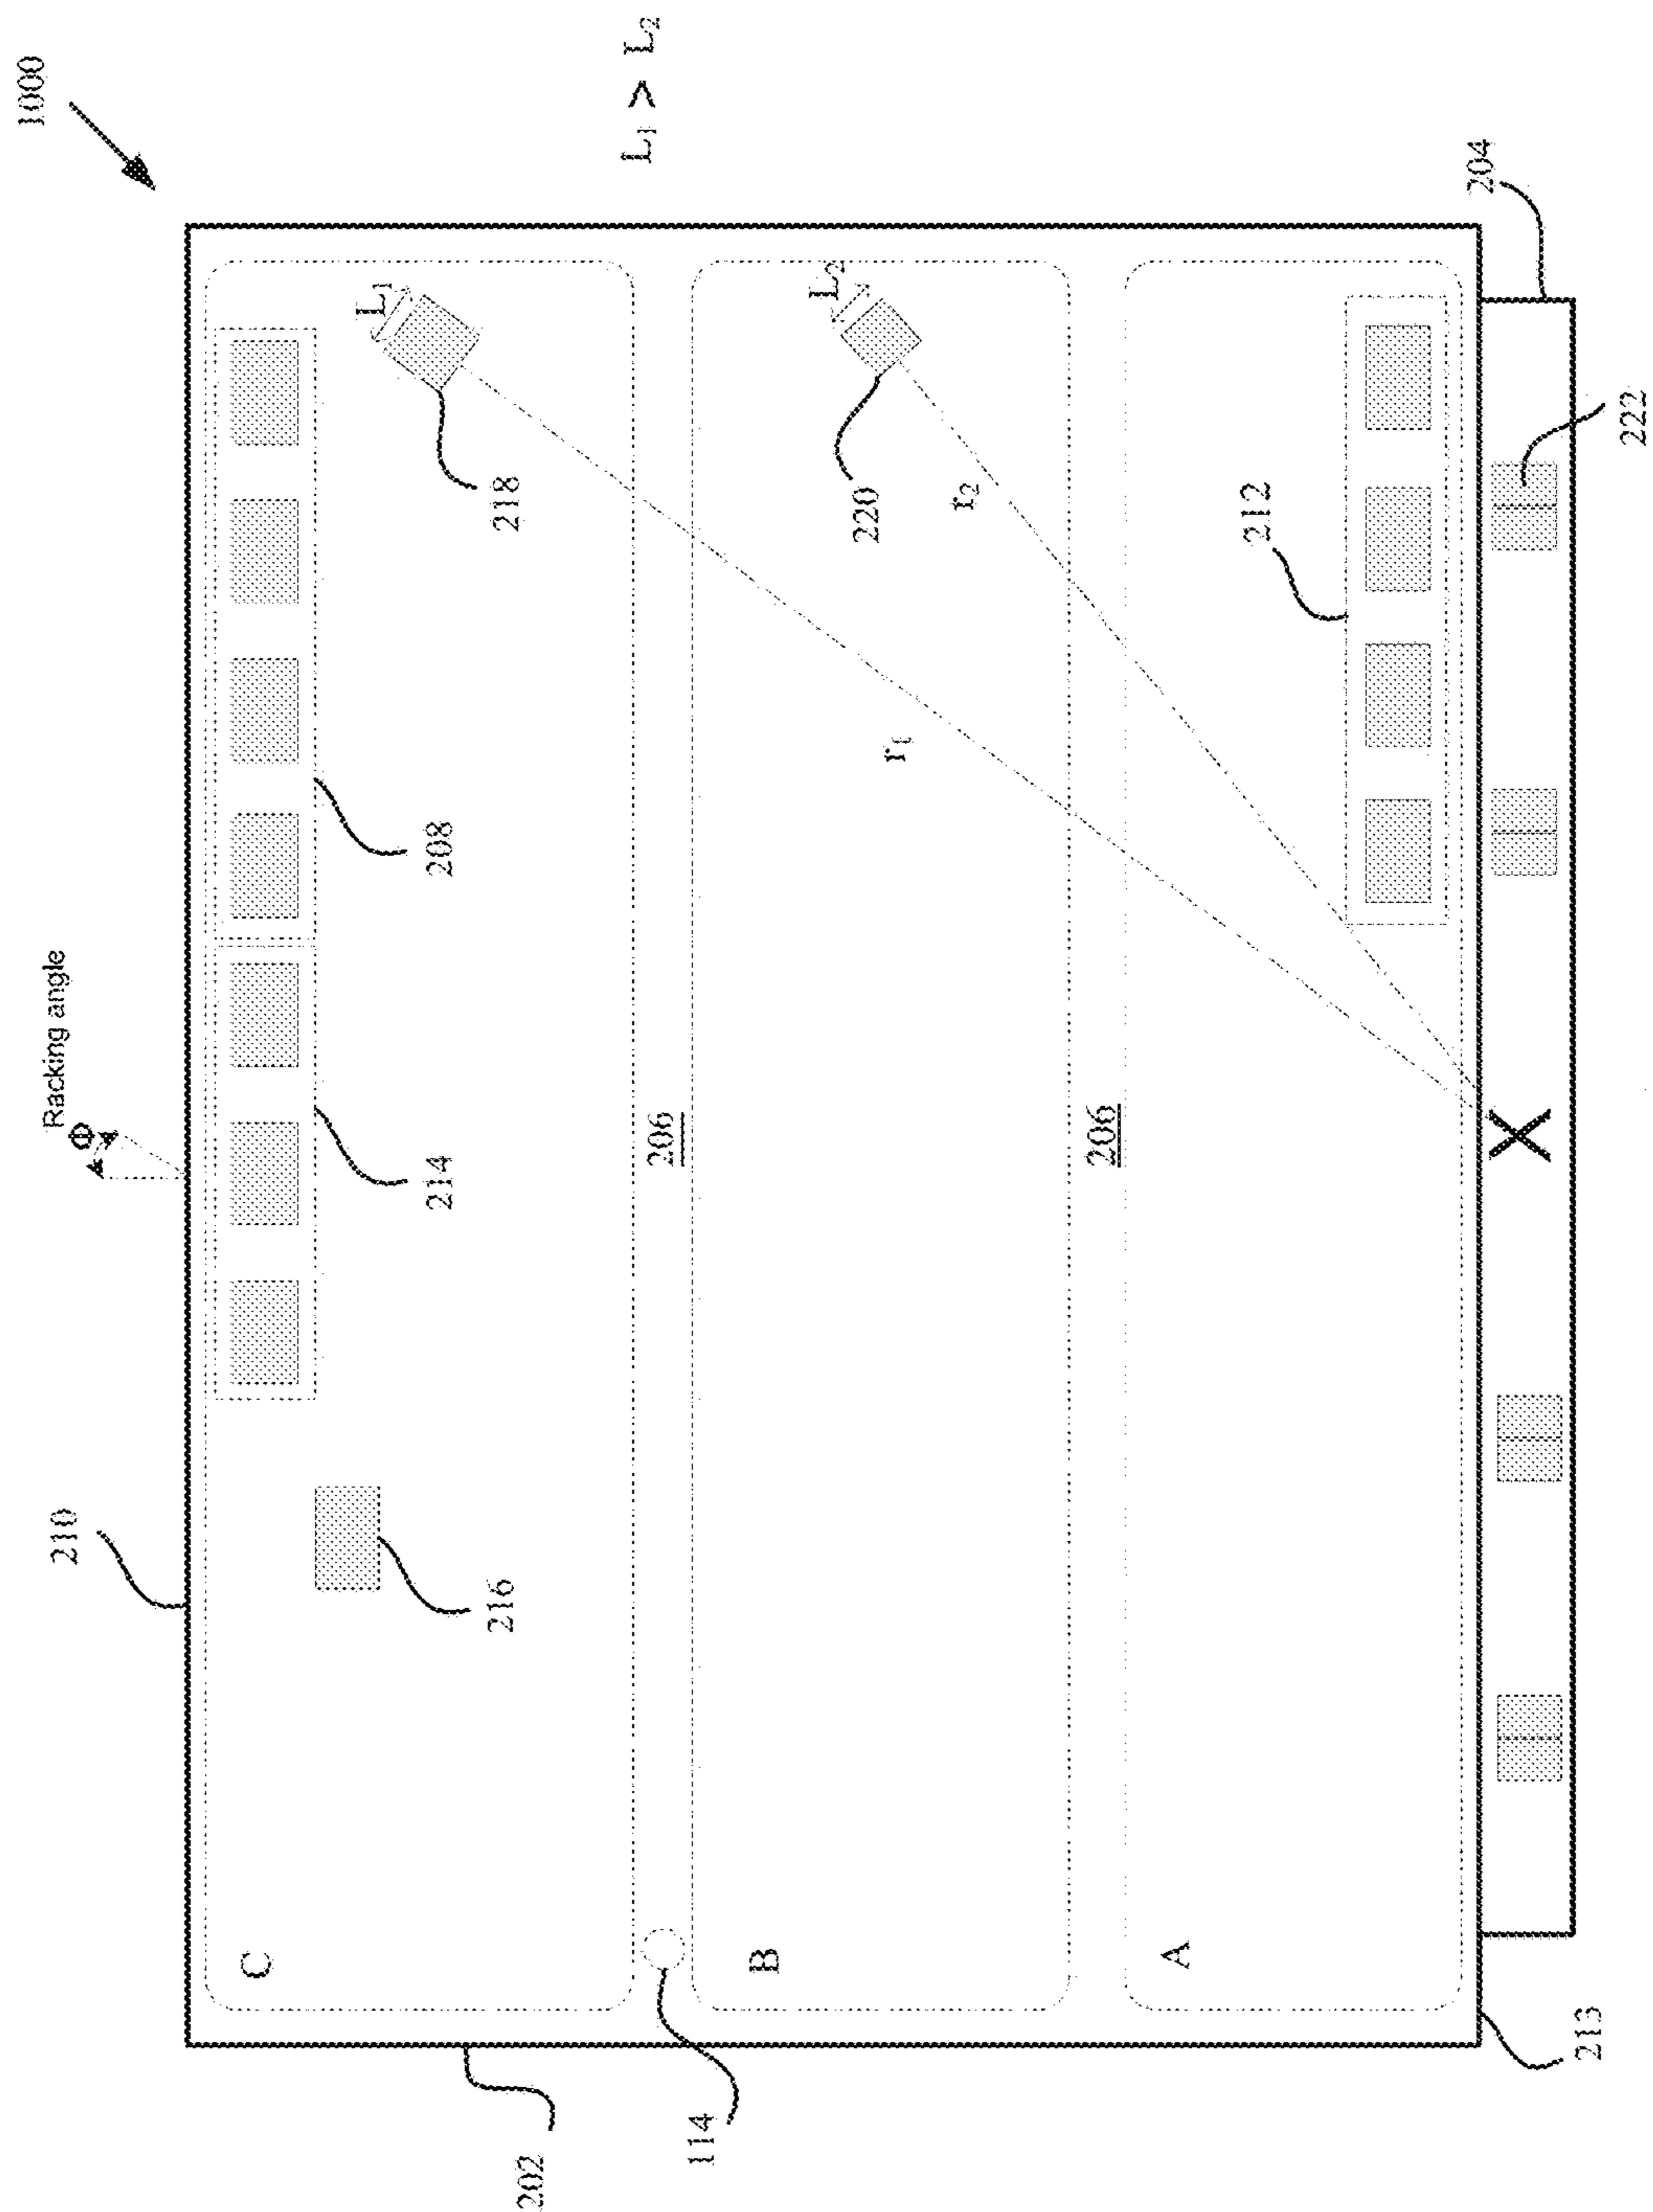 1000
L₁ > L₂
Racking angle
Φ
210
C
L₁
218
208
214
216
202
114
206
B
L₂
220
r₂
r₁
206
A
212
204
222
X
213